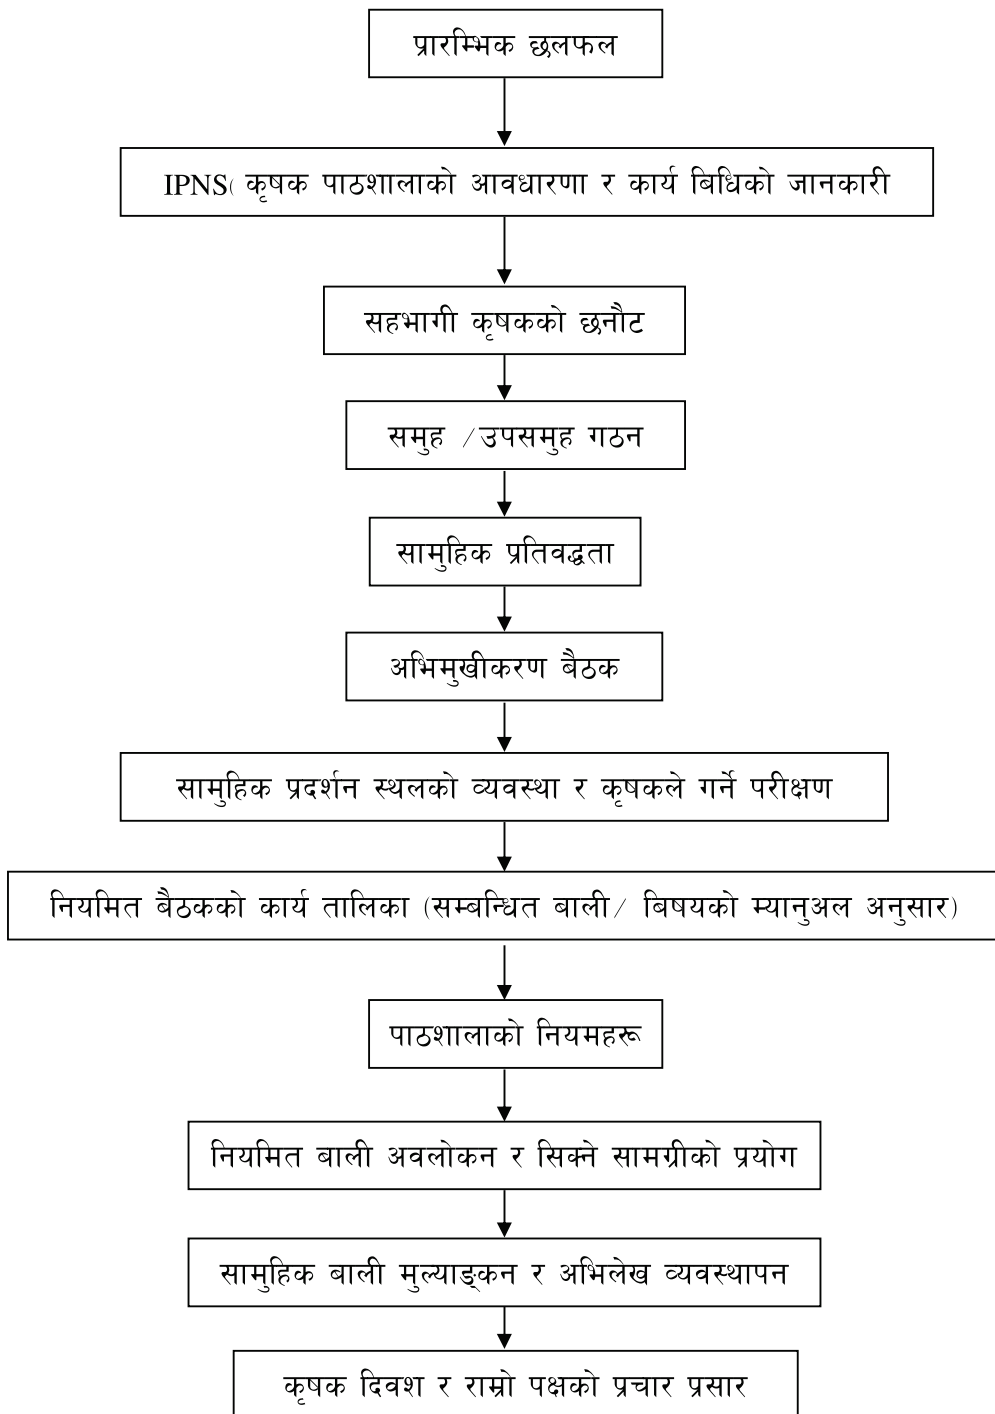 प्रारम्भिक छलफल
IPNS( कृषक पाठशालाको आवधारणा र कार्य बिधिको जानकारी
सहभागी कृषकको छनौट
समुह /उपसमुह गठन
सामुहिक प्रतिवद्धता
अभिमुखीकरण बैठक
सामुहिक प्रदर्शन स्थलको व्यवस्था र कृषकले गर्ने परीक्षण
नियमित बैठकको कार्य तालिका (सम्बन्धित बाली/ बिषयको म्यानुअल अनुसार)
पाठशालाको नियमहरू
नियमित बाली अवलोकन र सिक्ने सामग्रीको प्रयोग
सामुहिक बाली मुल्याङ्कन र अभिलेख व्यवस्थापन
कृषक दिवश र राम्रो पक्षको प्रचार प्रसार